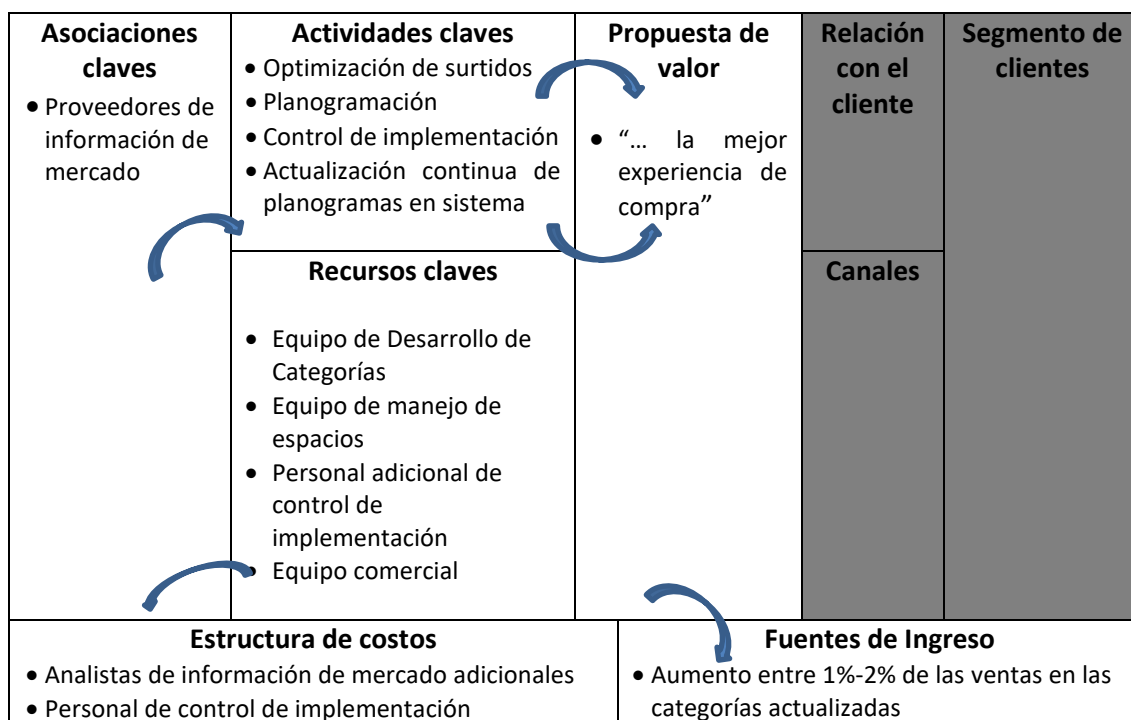 Asociaciones
claves
• Proveedores de
información de
mercado
Actividades claves
• Optimización de surtidos
• Planogramación
• Control de implementación
• Actualización continua de
planogramas en sistema
Propuesta de
valor
• “… la mejor
experiencia de
compra”
Relación
con el
cliente
Segmento de
clientes
Recursos claves
• Equipo de Desarrollo de
Categorías
• Equipo de manejo de
espacios
• Personal adicional de
control de
implementación
• Equipo comercial
Canales
Estructura de costos
• Analistas de información de mercado adicionales
• Personal de control de implementación
Fuentes de Ingreso
• Aumento entre 1%-2% de las ventas en las
categorías actualizadas